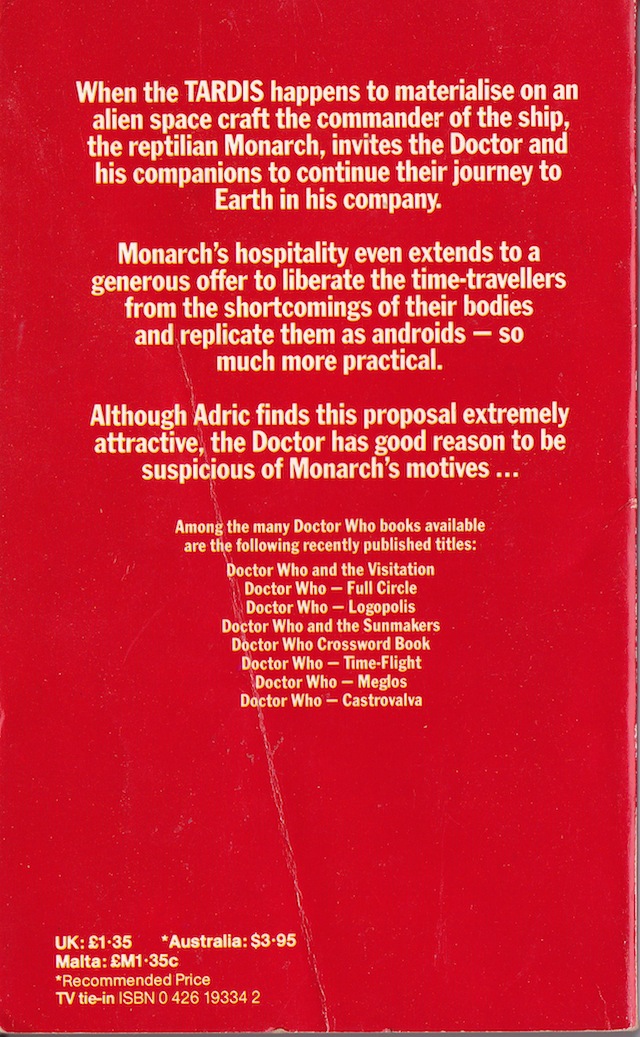 When the TARDIS happens to materialise on an
alien space craft the commander of the ship,
the reptilian Monarch, invites the Doctor and
his companions to continue their journey to
Earth in his company.
Monarch's hospitality even extends to a
generous offer to liberate the time-travellers
from the shortcomings of their bodies
and replicate them as androids — so
much more practical.
Although Adric finds this proposal extremely
attractive, the Doctor has good reason to be
suspicious of Monarch's motives ...
Among the many Doctor Who books available
are the following recently published titles:
Doctor Who and the Visitation
Doctor Who — Full Circle
Doctor Who — Logopolis
Doctor Who and the Sunmakers
Doctor Who Crossword Book
Doctor Who — Time-Flight
Doctor Who — Meglos
Doctor Who — Castrovalva
UK: £1·35 *Australia: $3·95
Malta: £M1·35c
*Recommended Price
TV tie-in ISBN 0 426 19334 2